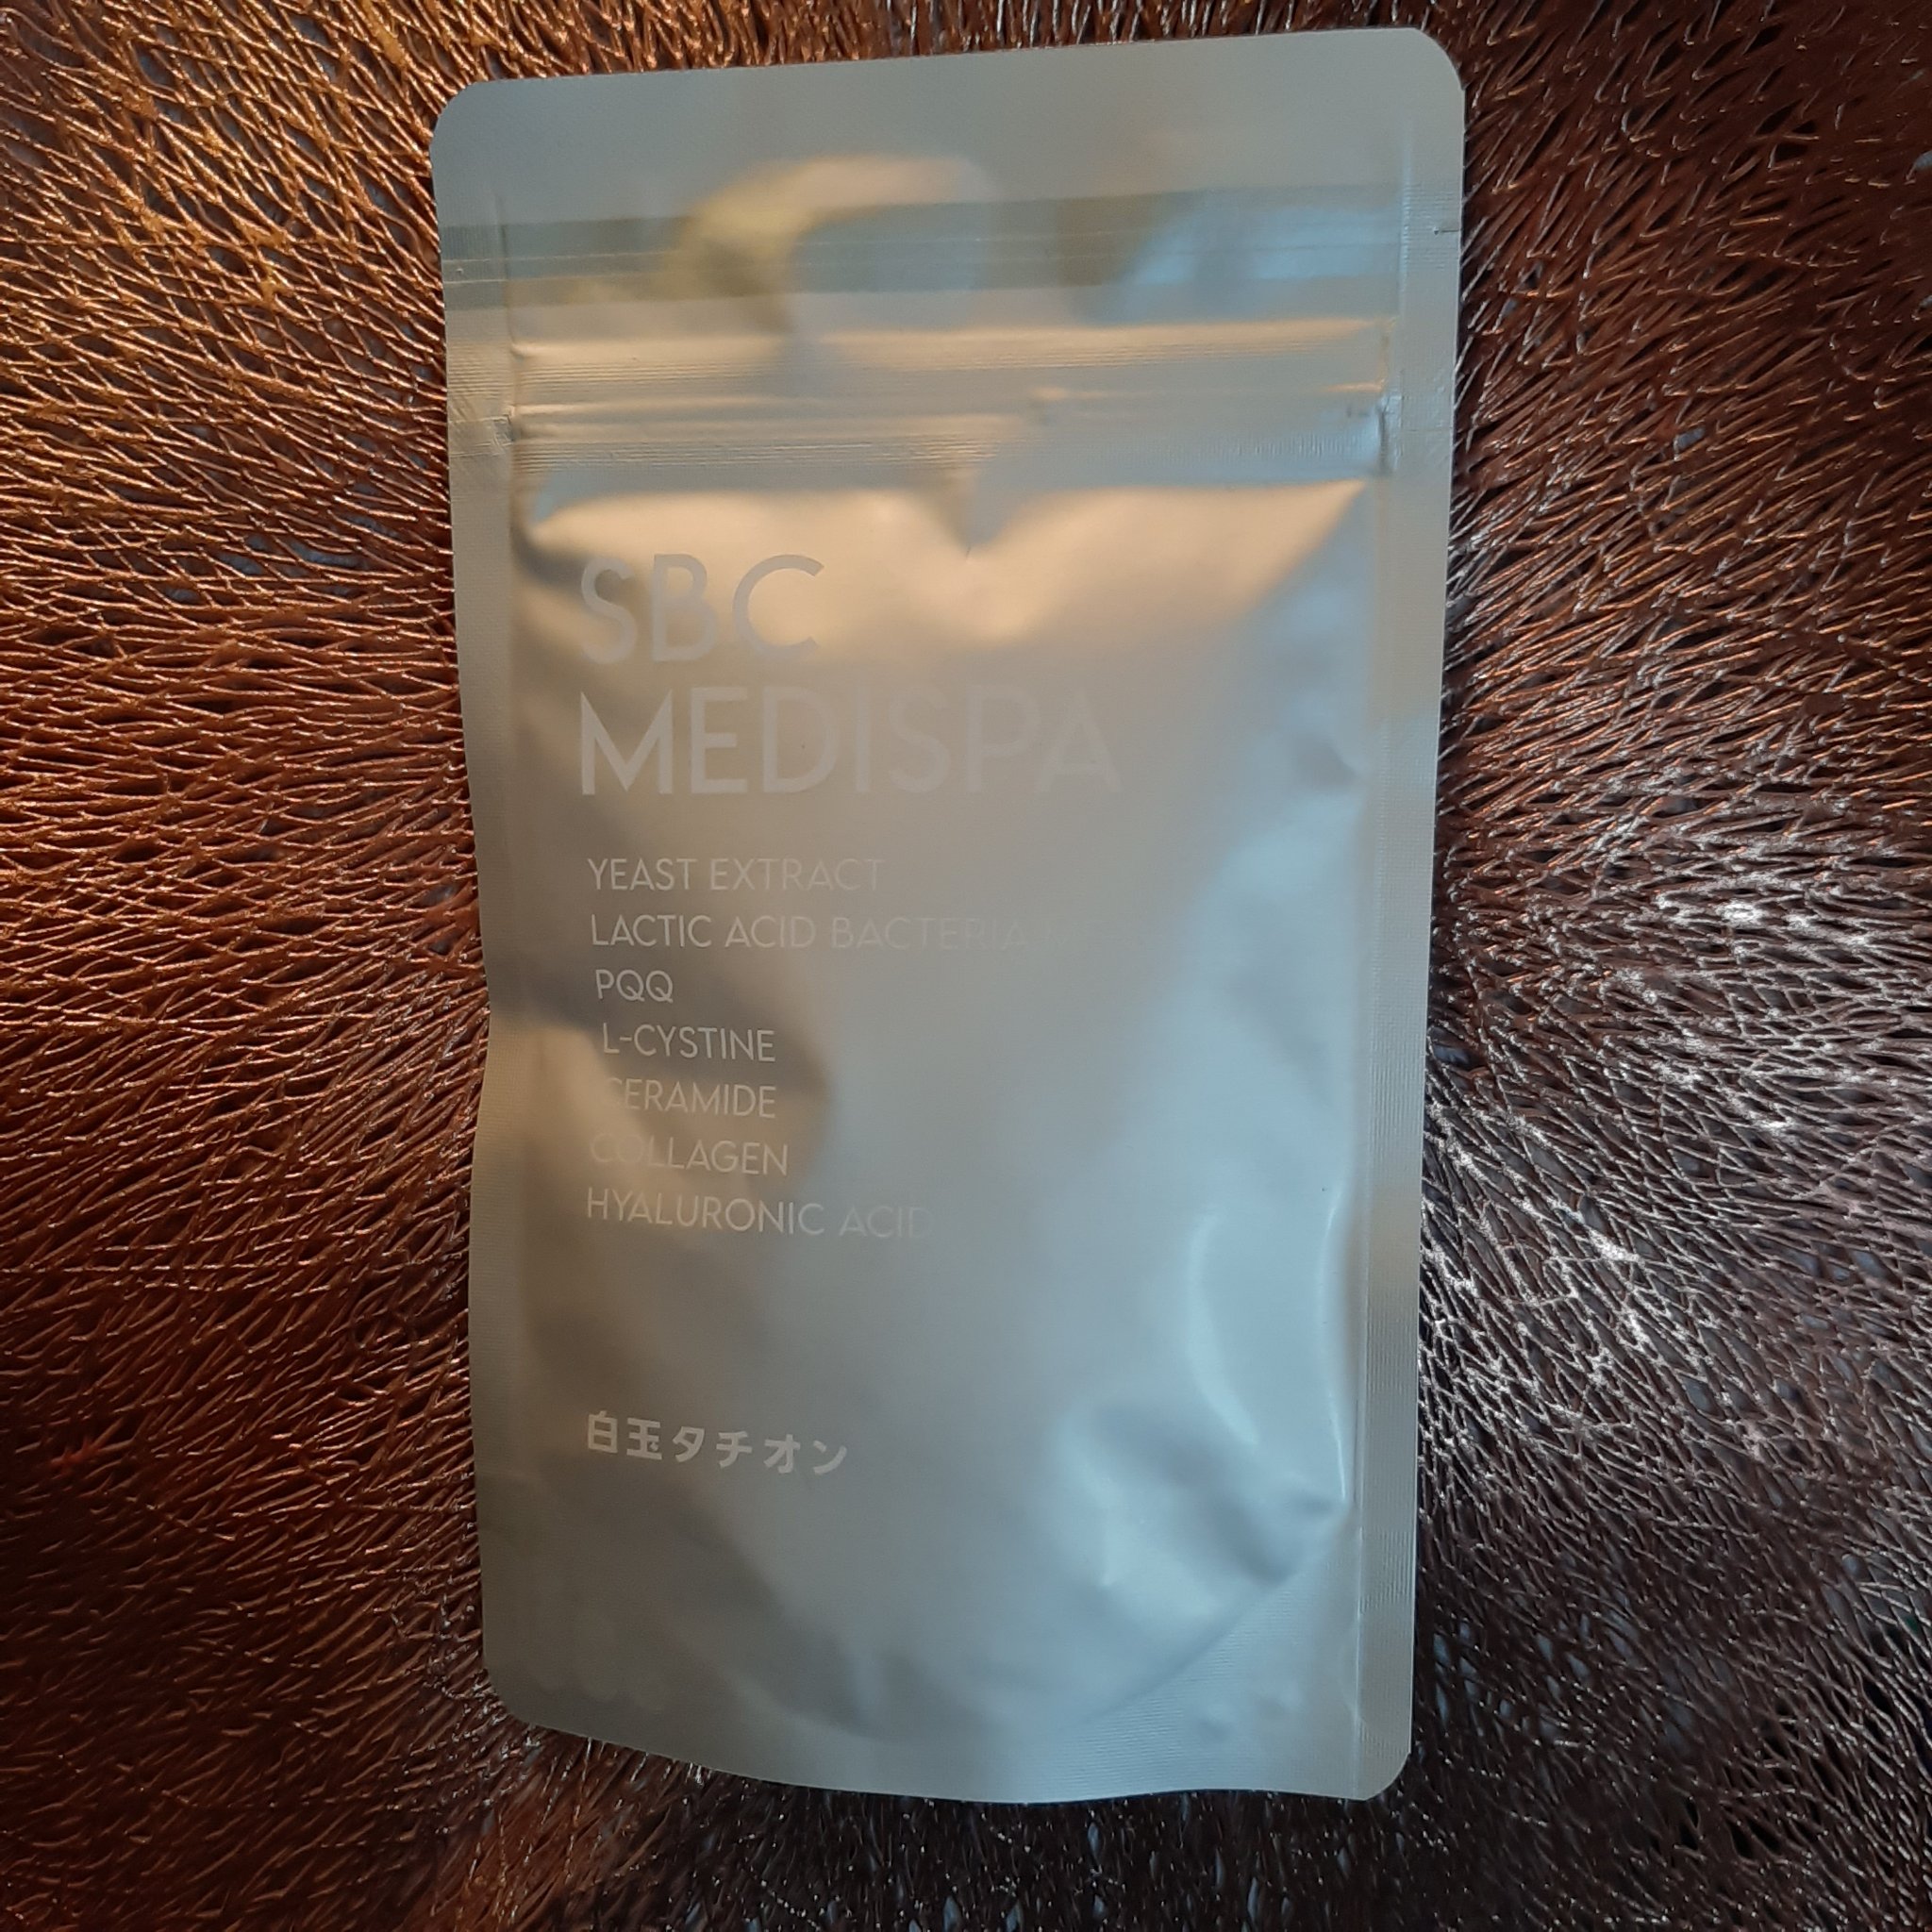 SBC
MEDISPA
YEAST EXTRACT
LACTIC ACID BACTERIA
PQQ
L-CYSTINE
CERAMIDE
COLLAGEN
HYALURONIC ACID
白玉タチオン